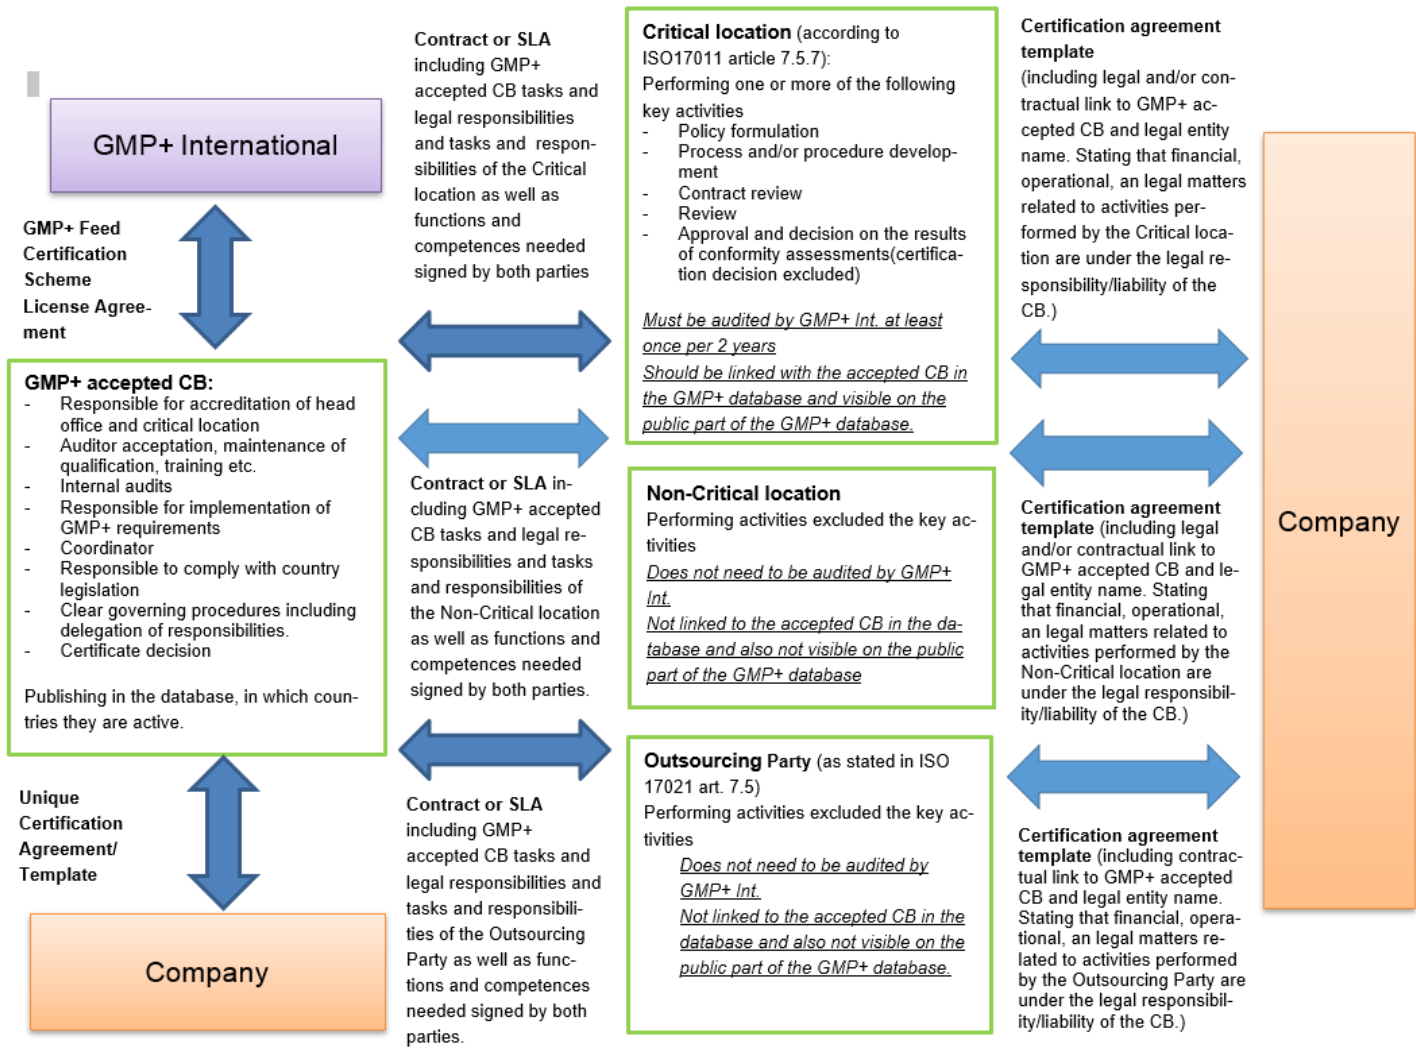 GMP+ International
GMP+ Feed
Certification
Scheme
License Agree-
ment
GMP+ accepted CB:
- Responsible for accreditation of head
office and critical location
- Auditor acceptation, maintenance of
qualification, training etc.
- Internal audits
- Responsible for implementation of
GMP+ requirements
- Coordinator
- Responsible to comply with country
legislation
- Clear governing procedures including
delegation of responsibilities.
- Certificate decision
Publishing in the database, in which coun-
tries they are active.
Unique
Certification
Agreement/
Template
Company
Contract or SLA
including GMP+
accepted CB tasks and
legal responsibilities
and tasks and respon-
sibilities of the Critical
location as well as
functions and
competences needed
signed by both parties
Contract or SLA in-
cluding GMP+ accepted
CB tasks and legal re-
sponsibilities and tasks
and responsibilities of
the Non-Critical location
as well as functions and
competences needed
signed by both parties.
Contract or SLA
including GMP+
accepted CB tasks and
legal responsibilities and
tasks and responsibili-
ties of the Outsourcing
Party as well as func-
tions and competences
needed signed by both
parties.
Critical location (according to
ISO17011 article 7.5.7):
Performing one or more of the following
key activities
- Policy formulation
- Process and/or procedure develop-
ment
- Contract review
- Review
- Approval and decision on the results
of conformity assessments(certifica-
tion decision excluded)
Must be audited by GMP+ Int. at least
once per 2 years
Should be linked with the accepted CB in
the GMP+ database and visible on the
public part of the GMP+ database.
Non-Critical location
Performing activities excluded the key ac-
tivities
Does not need to be audited by GMP+
Int.
Not linked to the accepted CB in the da-
tabase and also not visible on the public
part of the GMP+ database
Outsourcing Party (as stated in ISO
17021 art. 7.5)
Performing activities excluded the key ac-
tivities
Does not need to be audited by
GMP+ Int.
Not linked to the accepted CB in the
database and also not visible on the
public part of the GMP+ database.
Certification agreement
template
(including legal and/or con-
tractual link to GMP+ ac-
cepted CB and legal entity
name. Stating that financial,
operational, an legal matters
related to activities per-
formed by the Critical loca-
tion are under the legal re-
sponsibility/liability of the
CB.)
Certification agreement
template (including legal
and/or contractual link to
GMP+ accepted CB and le-
gal entity name. Stating
that financial, operational,
an legal matters related to
activities performed by the
Non-Critical location are
under the legal responsibil-
ity/liability of the CB.)
Certification agreement
template (including contrac-
tual link to GMP+ accepted
CB and legal entity name.
Stating that financial, opera-
tional, an legal matters re-
lated to activities performed
by the Outsourcing Party are
under the legal responsibil-
ity/liability of the CB.)
Company